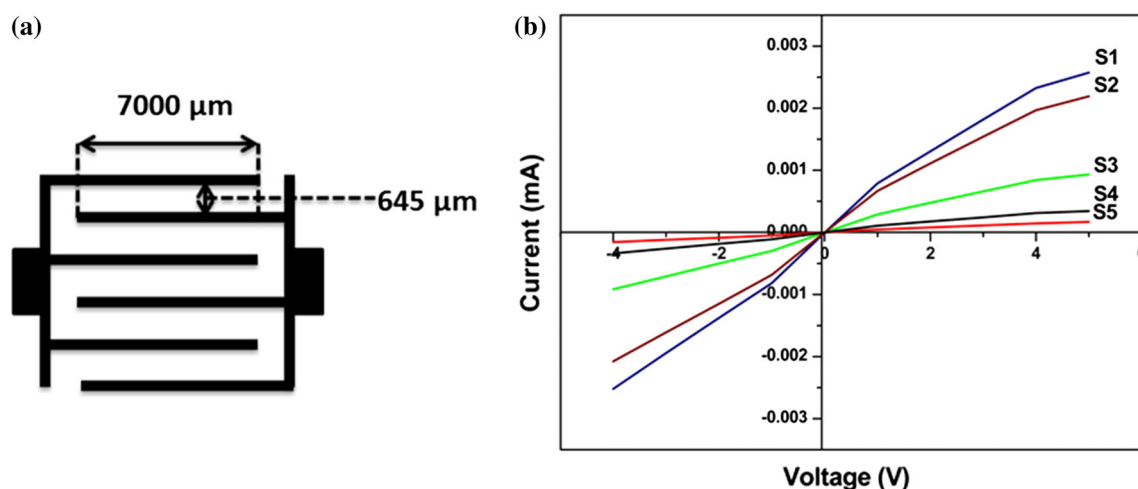 (a)
7000 µm
645 µm
(b)
0.003
0.002
0.001
0.000
-0.001
-0.002
-0.003
-4 -2 0 2 4
S1
S2
S3
S4
S5
Current (mA)
Voltage (V)